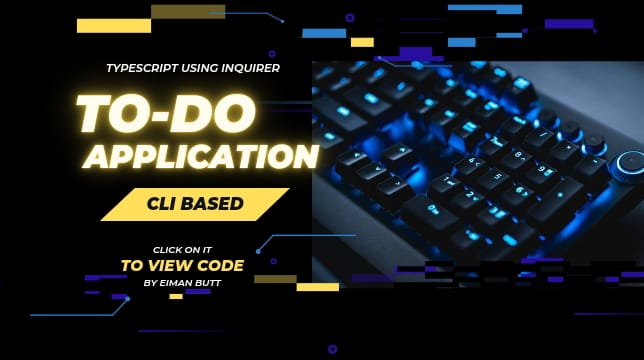 TYPESCRIPT USING INQUIRER
TO-DO
APPLICATION
CLI BASED
CLICK ON IT
TO VIEW CODE
BY EIMAN BUTT